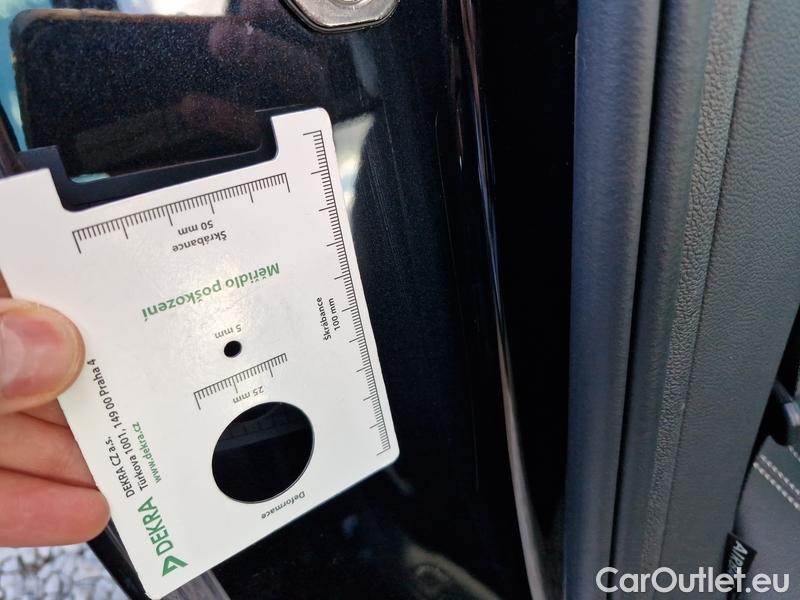 Škrábance
50 mm
Měřidlo poškození
Škrábance
100 mm
5 mm
25 mm
Deformace
DEKRA
DEKRA CZ a.s.
Türkova 1001, 149 00 Praha 4
www.dekra.cz
CarOutlet.eu